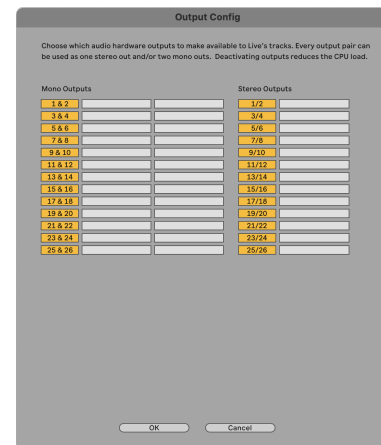 Output Config
Choose which audio hardware outputs to make available to Live's tracks. Every output pair can
be used as one stereo out and/or two mono outs. Deactivating outputs reduces the CPU load.
Mono Outputs
Stereo Outputs
1 & 2
1/2
3 & 4
3/4
5 & 6
5/6
7 & 8
7/8
9 & 10
9/10
11 & 12
11/12
13 & 14
13/14
15 & 16
15/16
17 & 18
17/18
19 & 20
19/20
21 & 22
21/22
23 & 24
23/24
25 & 26
25/26
OK
Cancel